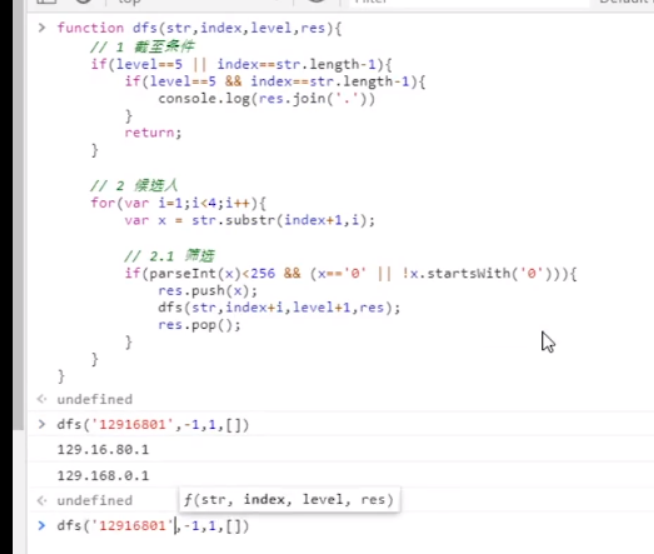 top
Filter
Default
> function dfs(str,index,level,res){
// 1 截至条件
if(level==5 || index==str.length-1){
if(level==5 && index==str.length-1){
console.log(res.join('.'))
}
return;
}
// 2 候选人
for(var i=1;i<4;i++){
var x = str.substr(index+1,i);
// 2.1 筛选
if(parseInt(x)<256 && (x=='0' || !x.startsWith('0'))){
res.push(x);
dfs(str,index+i,level+1,res);
res.pop();
}
}
}
< undefined
> dfs('12916801',-1,1,[])
129.16.80.1
129.168.0.1
< undefined
ƒ(str, index, level, res)
> dfs('12916801',-1,1,[])